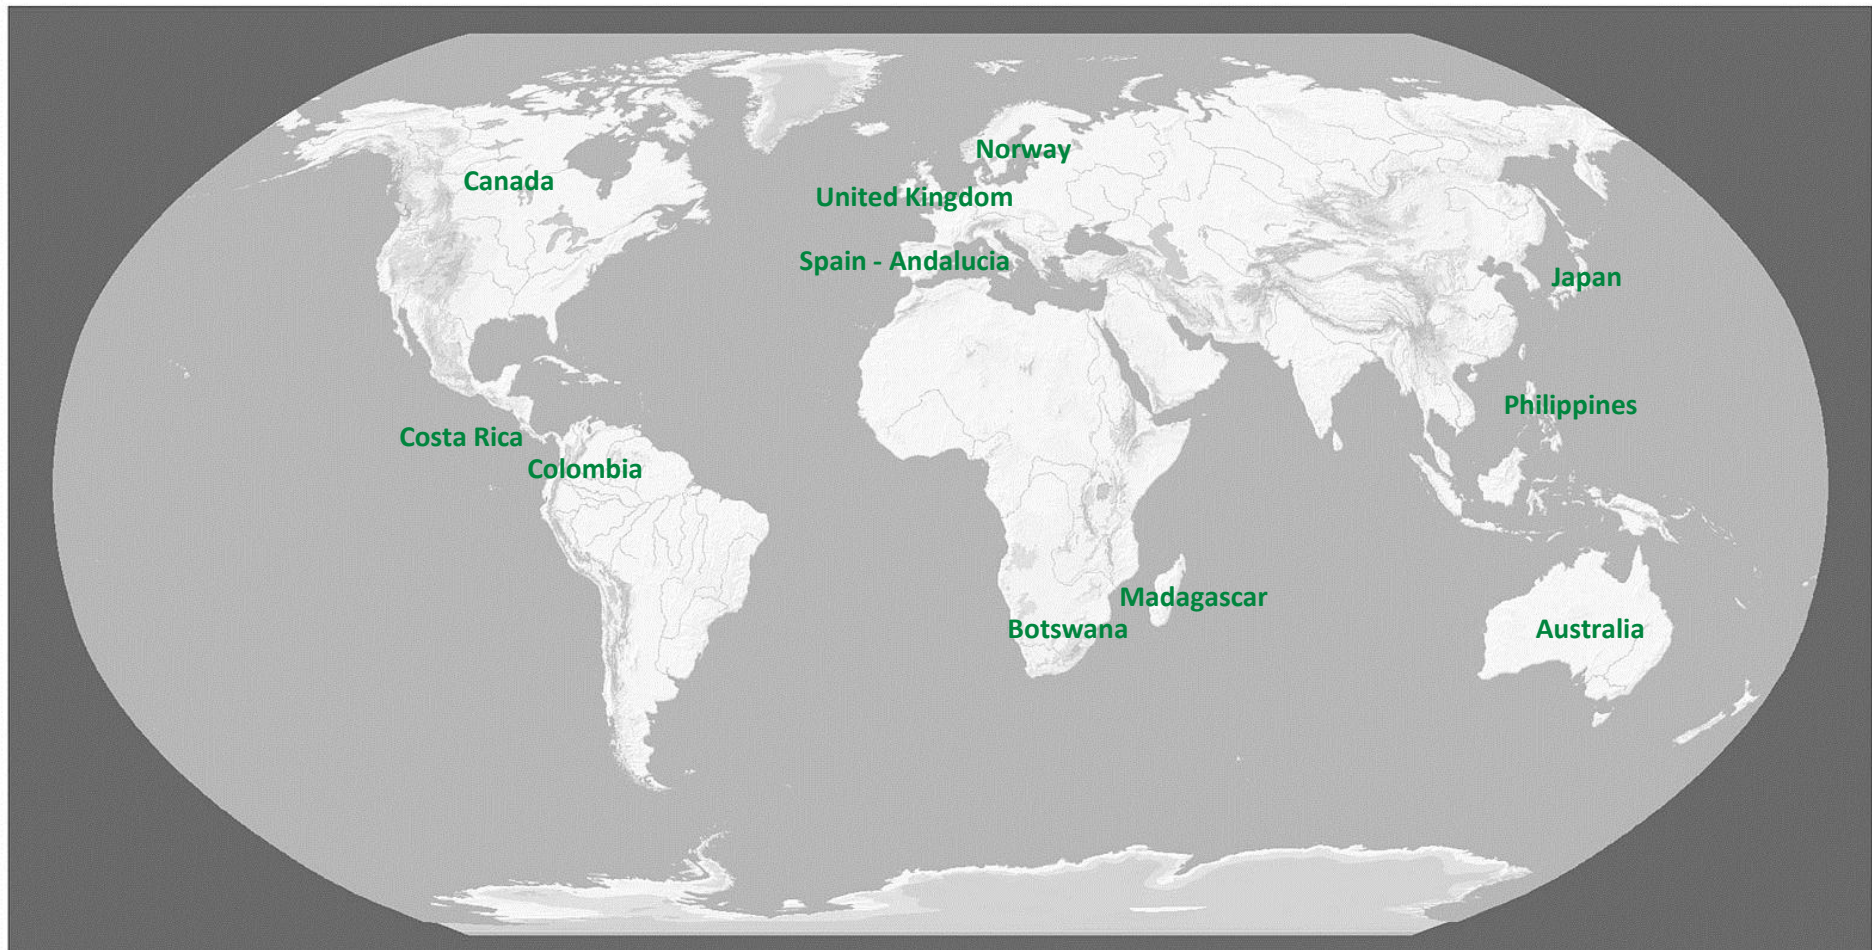 Norway
Canada
United Kingdom
Spain - Andalucia
Japan
Philippines
Costa Rica
Colombia
Madagascar
Botswana
Australia